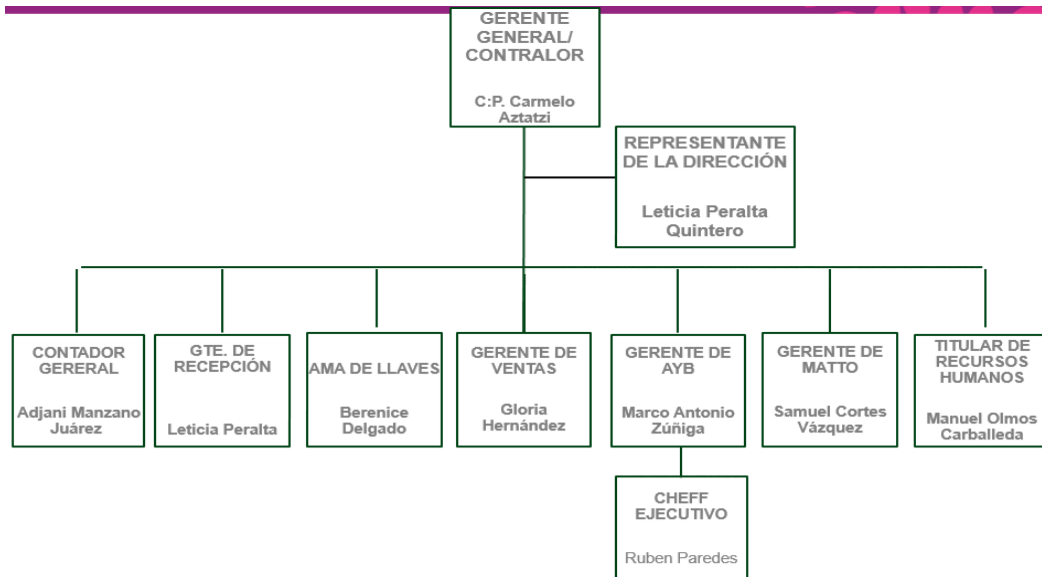 GERENTE
GENERAL/
CONTRALOR
C:P. Carmelo
Aztatzi
REPRESENTANTE
DE LA DIRECCIÓN
Leticia Peralta
Quintero
CONTADOR
GERERAL
Adjani Manzano
Juárez
GTE. DE
RECEPCIÓN
Leticia Peralta
AMA DE LLAVES
Berenice
Delgado
GERENTE DE
VENTAS
Gloria
Hernández
GERENTE DE
AYB
Marco Antonio
Zúñiga
GERENTE DE
MATTO
Samuel Cortes
Vázquez
TITULAR DE
RECURSOS
HUMANOS
Manuel Olmos
Carballeda
CHEFF
EJECUTIVO
Ruben Paredes